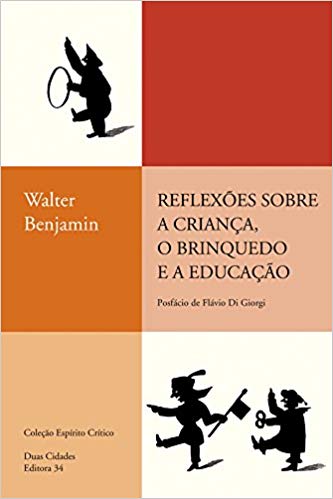 Walter
Benjamin
REFLEXÕES SOBRE
A CRIANÇA,
O BRINQUEDO
E A EDUCAÇÃO
Posfácio de Flávio Di Giorgi
Coleção Espírito Crítico
Duas Cidades
Editora 34